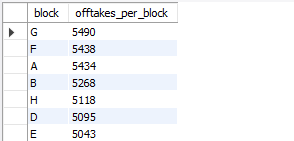 block offtakes_per_block
G 5490
F 5438
A 5434
B 5268
H 5118
D 5095
E 5043